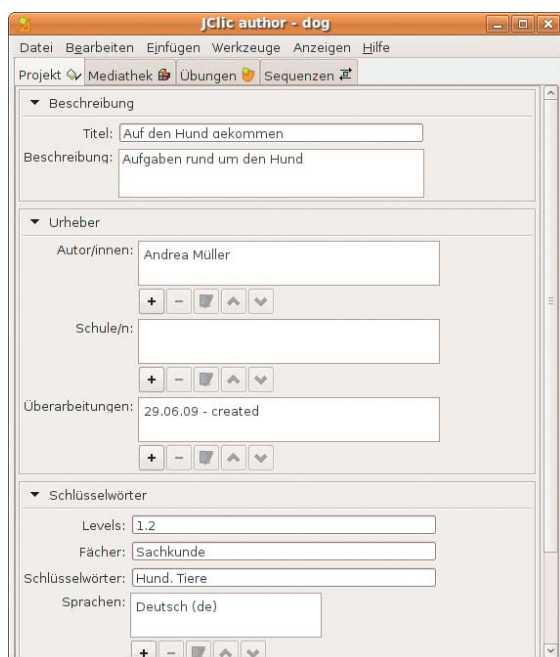 JClic author - dog
Datei Bearbeiten Einfügen Werkzeuge Anzeigen Hilfe
Projekt Mediathek Übungen Sequenzen
Beschreibung
Titel: Auf den Hund gekommen
Beschreibung: Aufgaben rund um den Hund
Urheber
Autor/innen: Andrea Müller
Schule/n:
Überarbeitungen: 29.06.09 - created
Schlüsselwörter
Levels: 1.2
Fächer: Sachkunde
Schlüsselwörter: Hund. Tiere
Sprachen: Deutsch (de)